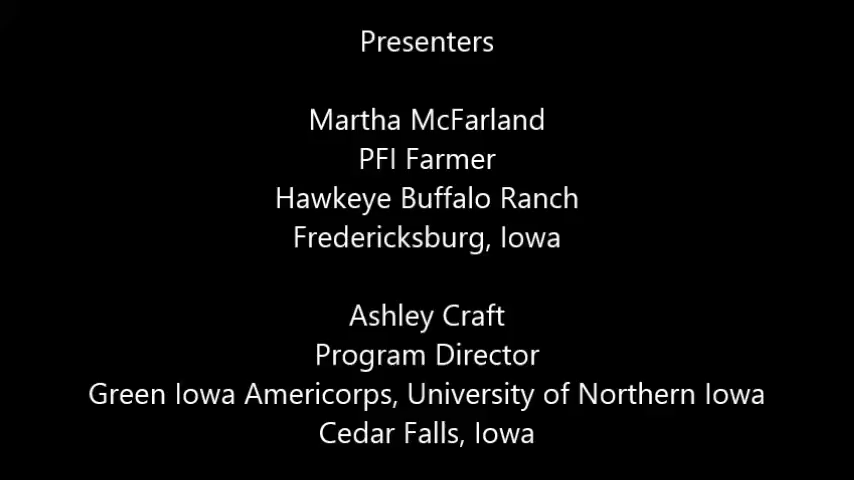 Presenters
Martha McFarland
PFI Farmer
Hawkeye Buffalo Ranch
Fredericksburg, Iowa
Ashley Craft
Program Director
Green Iowa Americorps, University of Northern Iowa
Cedar Falls, Iowa